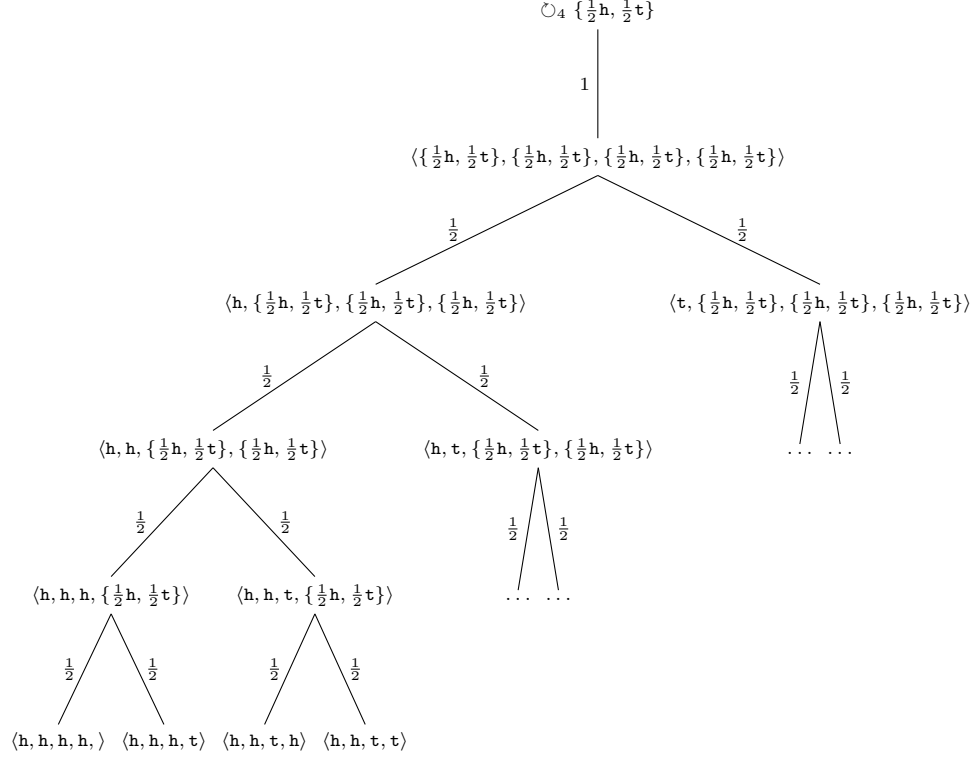 ↻₄ {½h, ½t}
1
⟨{½h, ½t}, {½h, ½t}, {½h, ½t}, {½h, ½t}⟩
½ ½
⟨h, {½h, ½t}, {½h, ½t}, {½h, ½t}⟩ ⟨t, {½h, ½t}, {½h, ½t}, {½h, ½t}⟩
½ ½ ½ ½
⟨h, h, {½h, ½t}, {½h, ½t}⟩ ⟨h, t, {½h, ½t}, {½h, ½t}⟩ ... ...
½ ½ ½ ½
⟨h, h, h, {½h, ½t}⟩ ⟨h, h, t, {½h, ½t}⟩ ... ...
½ ½ ½ ½
⟨h, h, h, h, ⟩ ⟨h, h, h, t⟩ ⟨h, h, t, h⟩ ⟨h, h, t, t⟩